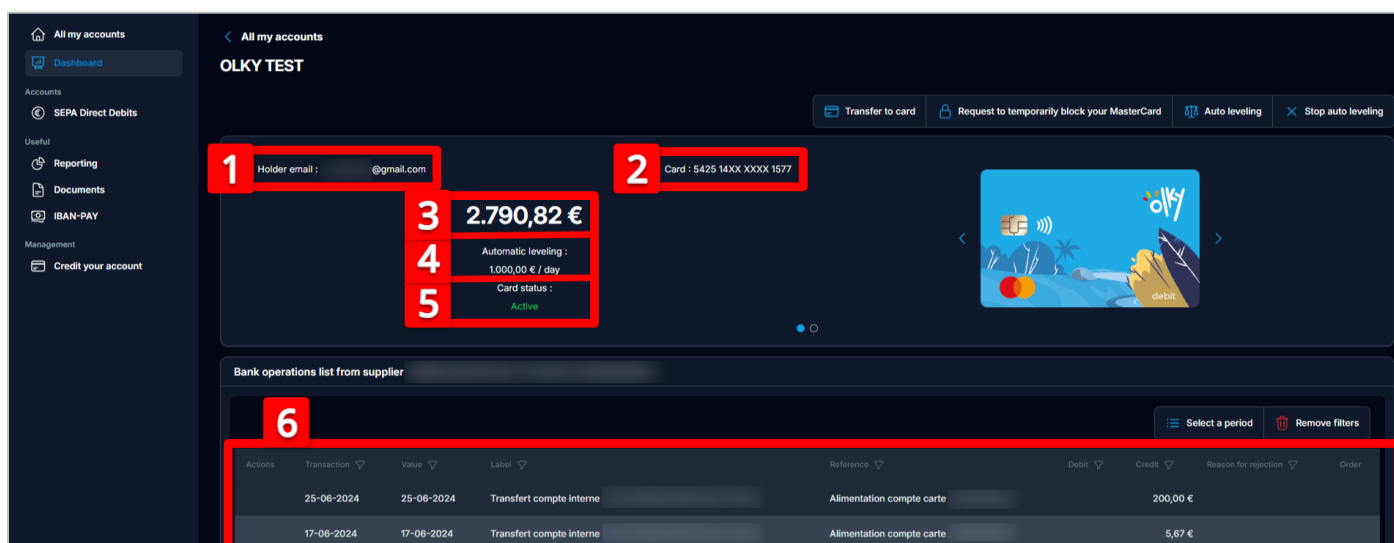 All my accounts
Dashboard
Accounts
SEPA Direct Debits
Useful
Reporting
Documents
IBAN-PAY
Management
Credit your account
All my accounts
OLKY TEST
Transfer to card
Request to temporarily block your MasterCard
Auto leveling
Stop auto leveling
1
Holder email : @gmail.com
2
Card : 5425 14XX XXXX 1577
3
2.790,82 €
4
Automatic leveling :
1.000,00 € / day
5
Card status :
Active
olky
debit
Bank operations list from supplier
6
Select a period
Remove filters
Actions Transaction Value Label Reference Debit Credit Reason for rejection Order
25-06-2024 25-06-2024 Transfert compte interne Alimentation compte carte 200,00 €
17-06-2024 17-06-2024 Transfert compte interne Alimentation compte carte 5,67 €